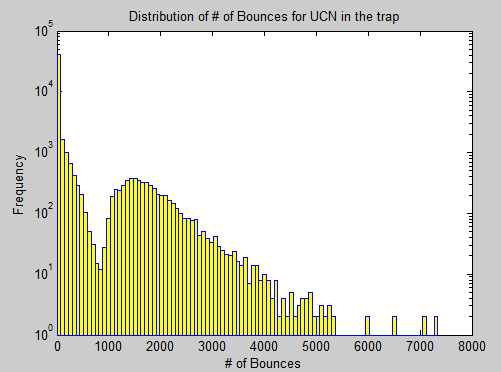 Distribution of # of Bounces for UCN in the trap
10^5
10^4
10^3
10^2
10^1
10^0
Frequency
0 1000 2000 3000 4000 5000 6000 7000 8000
# of Bounces